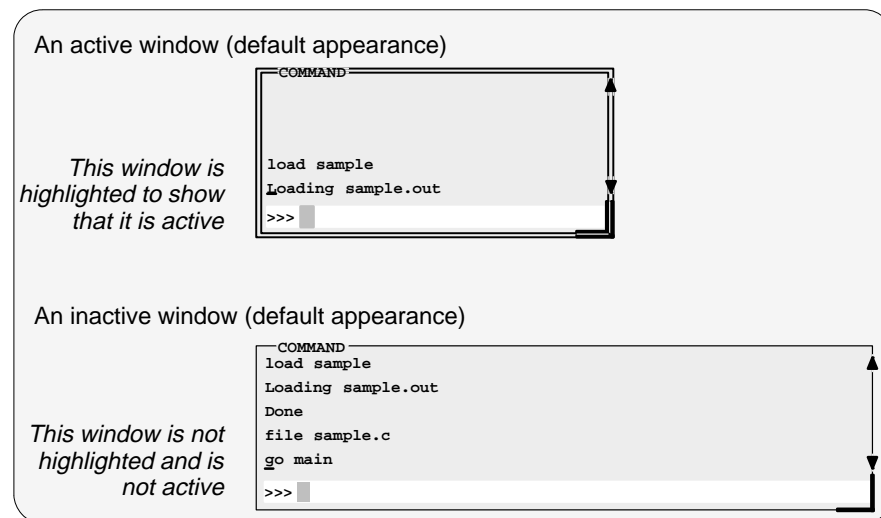 An active window (default appearance)
COMMAND
This window is
highlighted to show
that it is active
load sample
Loading sample.out
>>>
An inactive window (default appearance)
COMMAND
load sample
Loading sample.out
Done
file sample.c
go main
This window is not
highlighted and is
not active
>>>